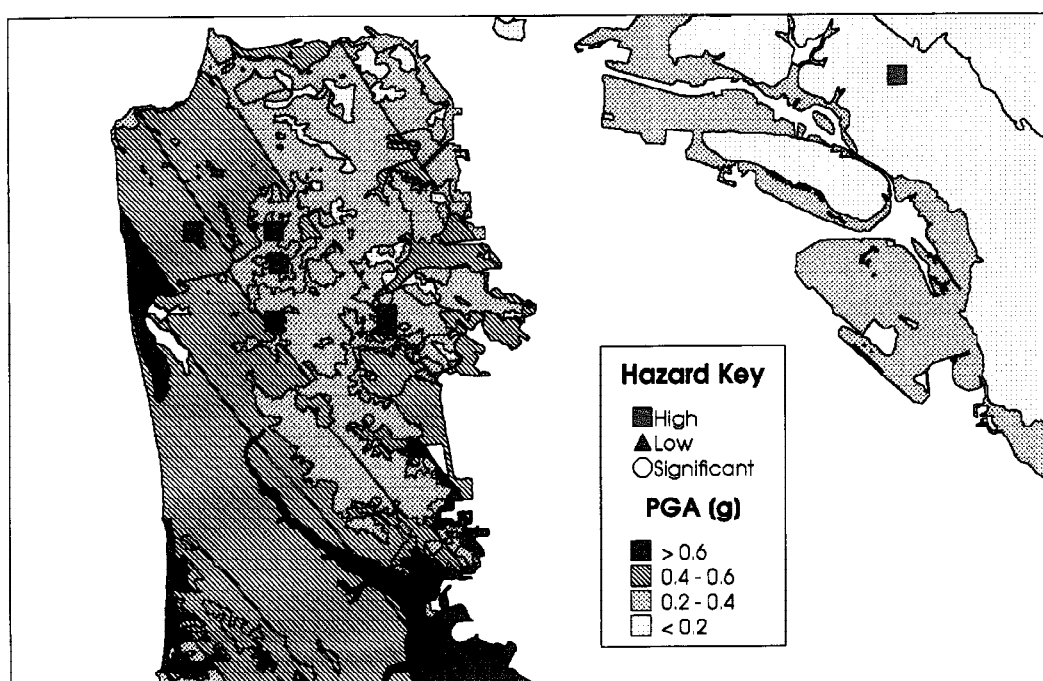 Hazard Key
High
Low
Significant
PGA (g)
> 0.6
0.4 - 0.6
0.2 - 0.4
< 0.2